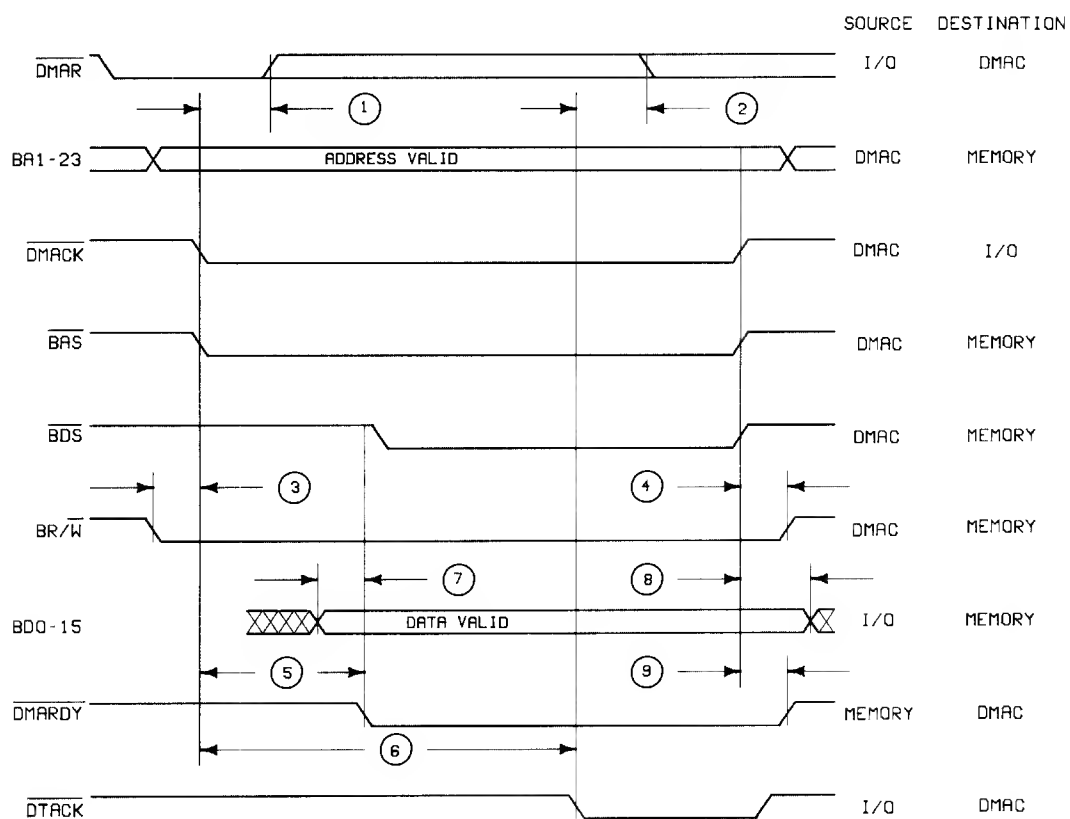 SOURCE DESTINATION
DMAR I/O DMAC
1 2
BA1-23 ADDRESS VALID DMAC MEMORY
DMACK DMAC I/O
BAS DMAC MEMORY
BDS DMAC MEMORY
3 4
BR/W DMAC MEMORY
7 8
BD0-15 DATA VALID I/O MEMORY
5 9
DMARDY MEMORY DMAC
6
DTACK I/O DMAC